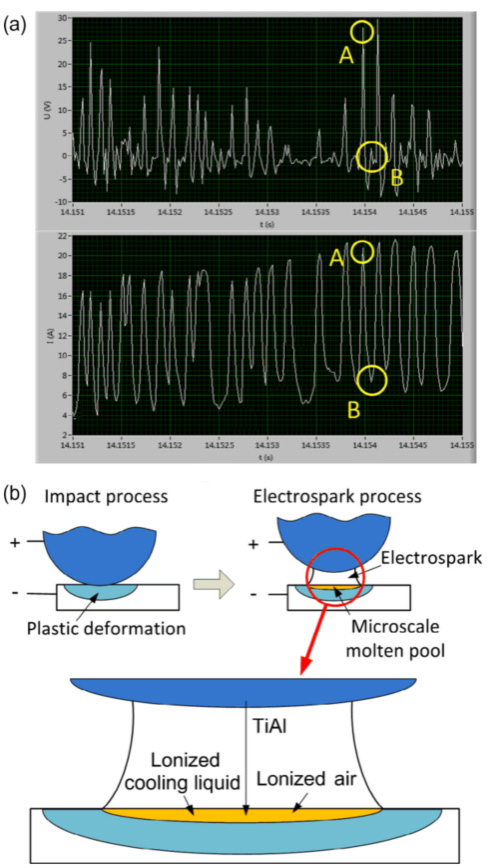 (a)
30
25
20
15
10
5
0
-5
-10
U (V)
A
B
14.151 14.1515 14.152 14.1525 14.153 14.1535 14.154 14.1545 14.155
t (s)
22
20
18
16
14
12
10
8
6
4
2
I (A)
A
B
14.151 14.1515 14.152 14.1525 14.153 14.1535 14.154 14.1545 14.155
t (s)
(b)
Impact process
Electrospark process
+
-
Plastic deformation
+
-
Electrospark
Microscale
molten pool
TiAl
Lonized
cooling liquid
Lonized air